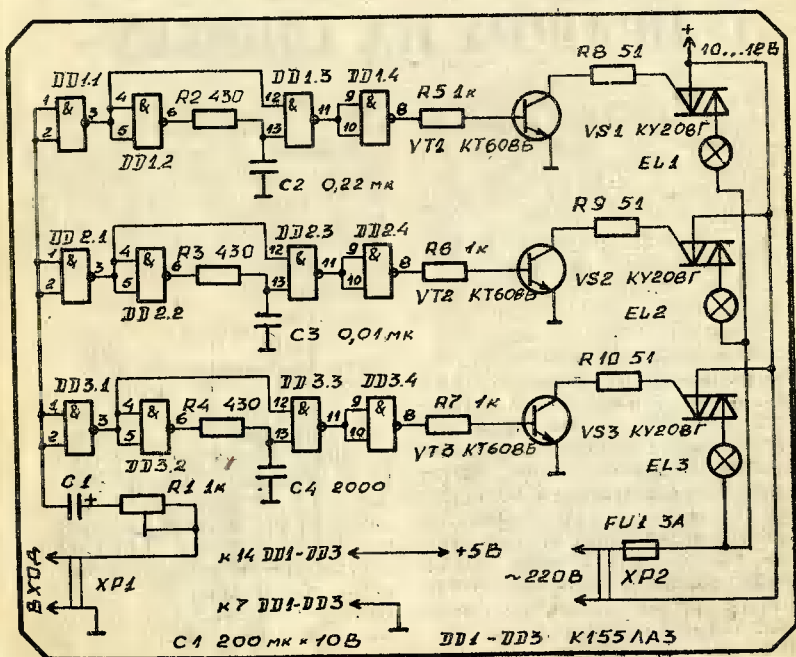 + 10...12В
DD1.1 DD1.3 DD1.4 R8 51
1 & 3 4 & 6 R2 430 12 & 11 9 & 8 R5 1к
2 5 13 10
DD1.2 VT1 КТ608Б VS1 КУ208Г
C2 0,22 мк EL1
DD2.1 DD2.3 DD2.4 R9 51
1 & 3 4 & 6 R3 430 12 & 11 9 & 8 R6 1к
2 5 13 10
DD2.2 VT2 КТ608Б VS2 КУ208Г
C3 0,01 мк EL2
DD3.1 DD3.3 DD3.4 R10 51
1 & 3 4 & 6 R4 430 12 & 11 9 & 8 R7 1к
2 5 13 10
DD3.2 VT3 КТ608Б VS3 КУ208Г
C4 2000 EL3
C1 + R1 1к
FU1 3А
к 14 DD1-DD3 +5В
ВХОД XP1 ~220В XP2
к 7 DD1-DD3
C1 200 мк × 10В DD1-DD3 К155ЛА3